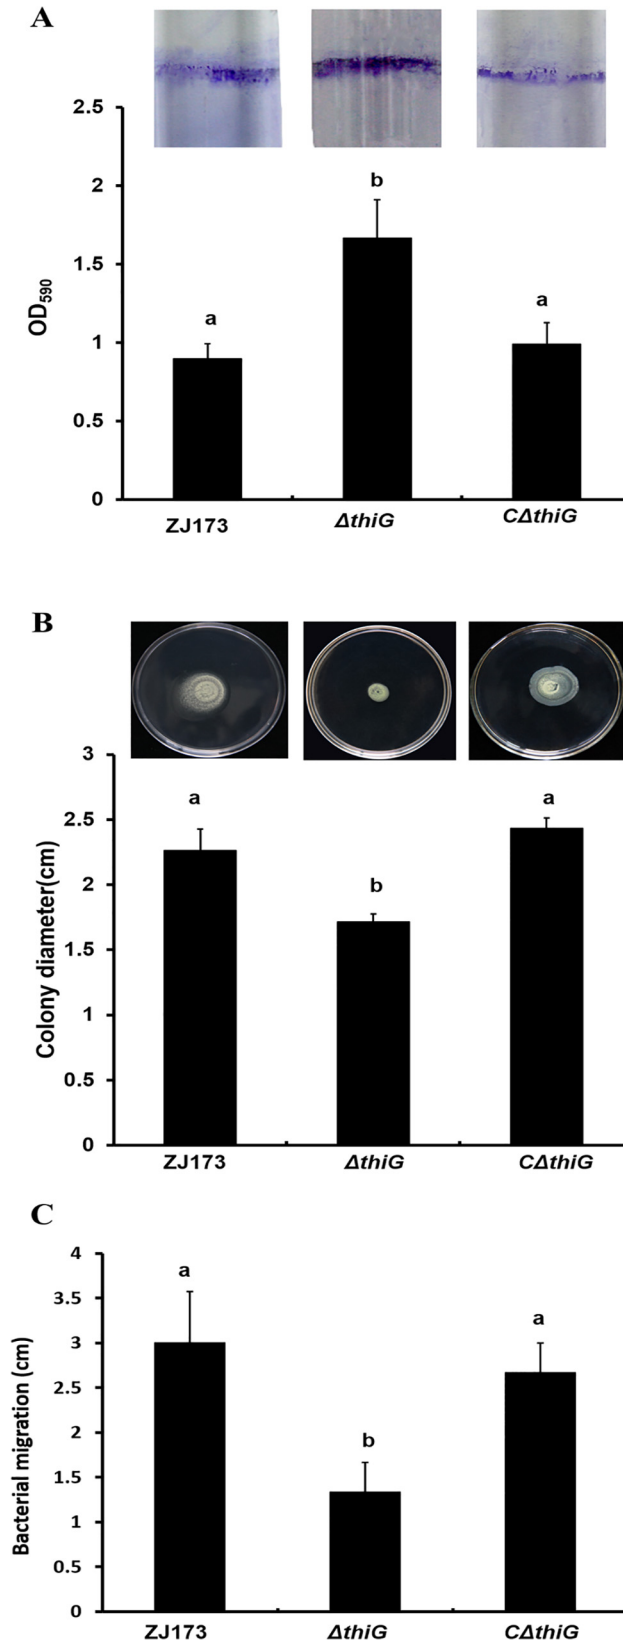 A
2.5
2
1.5
1
0.5
0
OD590
b
a
a
ZJ173
ΔthiG
CΔthiG
B
3
2.5
2
1.5
1
0.5
0
Colony diameter(cm)
a
a
b
ZJ173
ΔthiG
CΔthiG
C
4
3.5
3
2.5
2
1.5
1
0.5
0
Bacterial migration (cm)
a
a
b
ZJ173
ΔthiG
CΔthiG